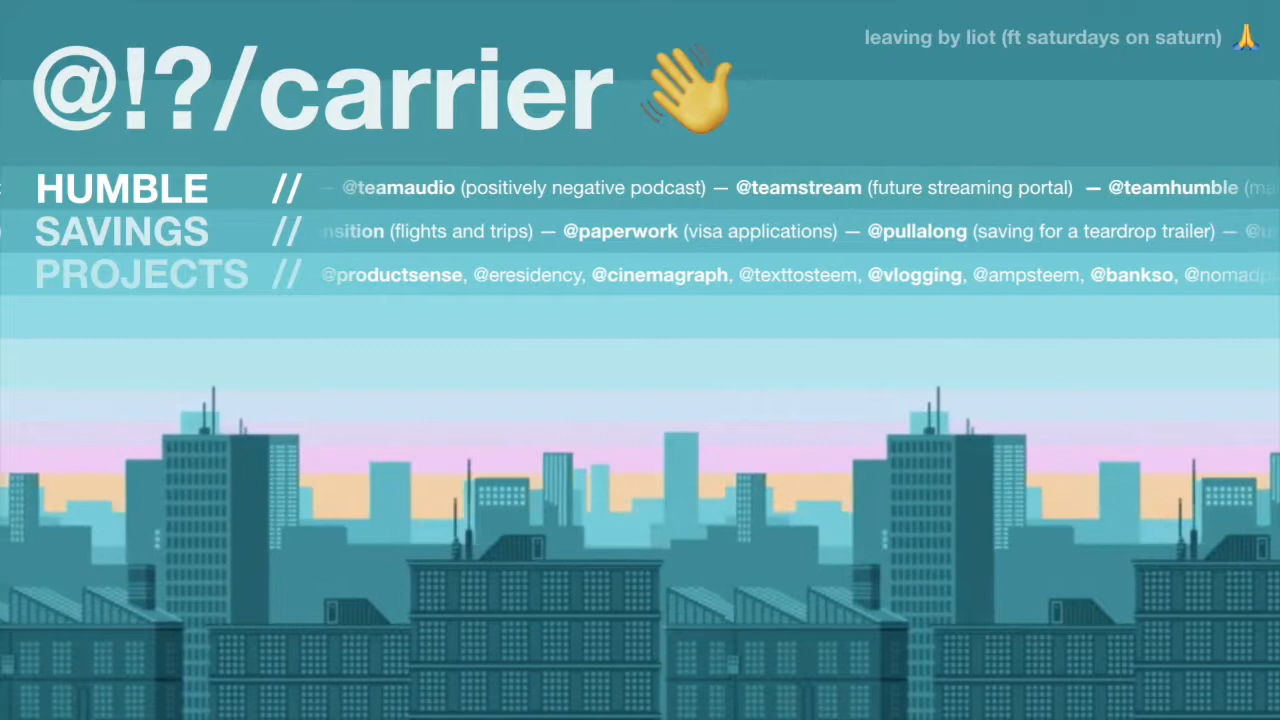 leaving by liot (ft saturdays on saturn) 🙏
@!?/carrier 👋
HUMBLE // — @teamaudio (positively negative podcast) — @teamstream (future streaming portal) — @teamhumble
SAVINGS // nsition (flights and trips) — @paperwork (visa applications) — @pullalong (saving for a teardrop trailer) —
PROJECTS // @productsense, @eresidency, @cinemagraph, @texttosteem, @vlogging, @ampsteem, @bankso,